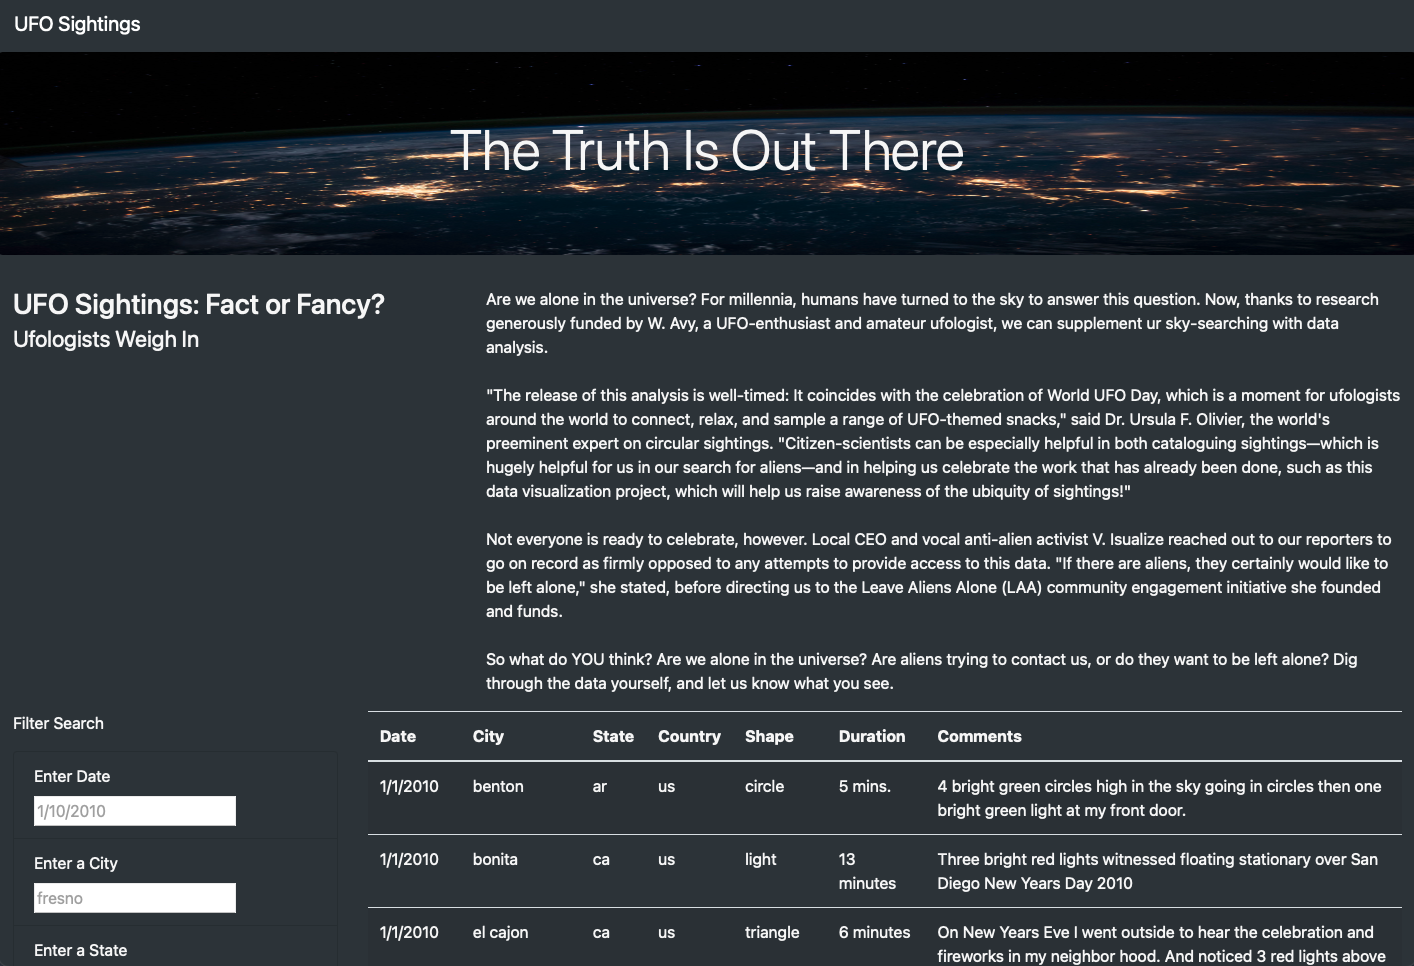 UFO Sightings
The Truth Is Out There
UFO Sightings: Fact or Fancy?
Ufologists Weigh In
Are we alone in the universe? For millennia, humans have turned to the sky to answer this question. Now, thanks to research
generously funded by W. Avy, a UFO-enthusiast and amateur ufologist, we can supplement ur sky-searching with data
analysis.
"The release of this analysis is well-timed: It coincides with the celebration of World UFO Day, which is a moment for ufologists
around the world to connect, relax, and sample a range of UFO-themed snacks," said Dr. Ursula F. Olivier, the world's
preeminent expert on circular sightings. "Citizen-scientists can be especially helpful in both cataloguing sightings—which is
hugely helpful for us in our search for aliens—and in helping us celebrate the work that has already been done, such as this
data visualization project, which will help us raise awareness of the ubiquity of sightings!"
Not everyone is ready to celebrate, however. Local CEO and vocal anti-alien activist V. Isualize reached out to our reporters to
go on record as firmly opposed to any attempts to provide access to this data. "If there are aliens, they certainly would like to
be left alone," she stated, before directing us to the Leave Aliens Alone (LAA) community engagement initiative she founded
and funds.
So what do YOU think? Are we alone in the universe? Are aliens trying to contact us, or do they want to be left alone? Dig
through the data yourself, and let us know what you see.
Filter Search
Enter Date
1/10/2010
Enter a City
fresno
Enter a State
Date City State Country Shape Duration Comments
1/1/2010 benton ar us circle 5 mins. 4 bright green circles high in the sky going in circles then one
bright green light at my front door.
1/1/2010 bonita ca us light 13 Three bright red lights witnessed floating stationary over San
minutes Diego New Years Day 2010
1/1/2010 el cajon ca us triangle 6 minutes On New Years Eve I went outside to hear the celebration and
fireworks in my neighbor hood. And noticed 3 red lights above